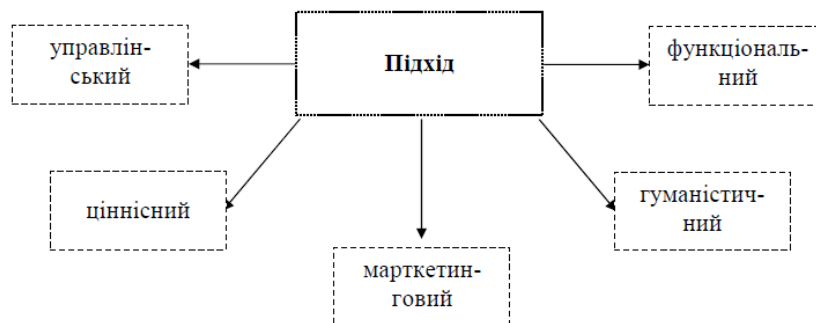 управлін-
ський
Підхід
функціональ-
ний
ціннісний
гуманістич-
ний
марткетин-
говий